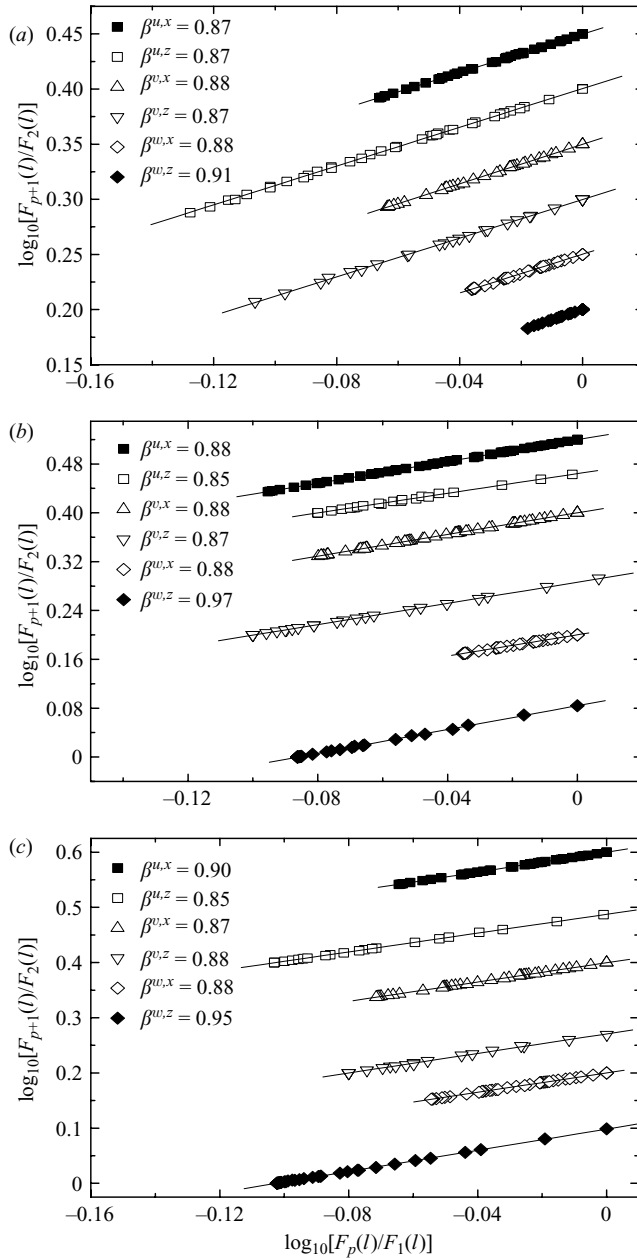 (a)
β^{u,x} = 0.87
β^{u,z} = 0.87
β^{v,x} = 0.88
β^{v,z} = 0.87
β^{w,x} = 0.88
β^{w,z} = 0.91
log₁₀[F_{p+1}(l)/F₂(l)]
0.45
0.40
0.35
0.30
0.25
0.20
0.15
−0.16 −0.12 −0.08 −0.04 0
(b)
β^{u,x} = 0.88
β^{u,z} = 0.85
β^{v,x} = 0.88
β^{v,z} = 0.87
β^{w,x} = 0.88
β^{w,z} = 0.97
log₁₀[F_{p+1}(l)/F₂(l)]
0.48
0.40
0.32
0.24
0.16
0.08
0
−0.12 −0.08 −0.04 0
(c)
β^{u,x} = 0.90
β^{u,z} = 0.85
β^{v,x} = 0.87
β^{v,z} = 0.88
β^{w,x} = 0.88
β^{w,z} = 0.95
log₁₀[F_{p+1}(l)/F₂(l)]
0.6
0.5
0.4
0.3
0.2
0.1
0
−0.16 −0.12 −0.08 −0.04 0
log₁₀[F_p(l)/F₁(l)]